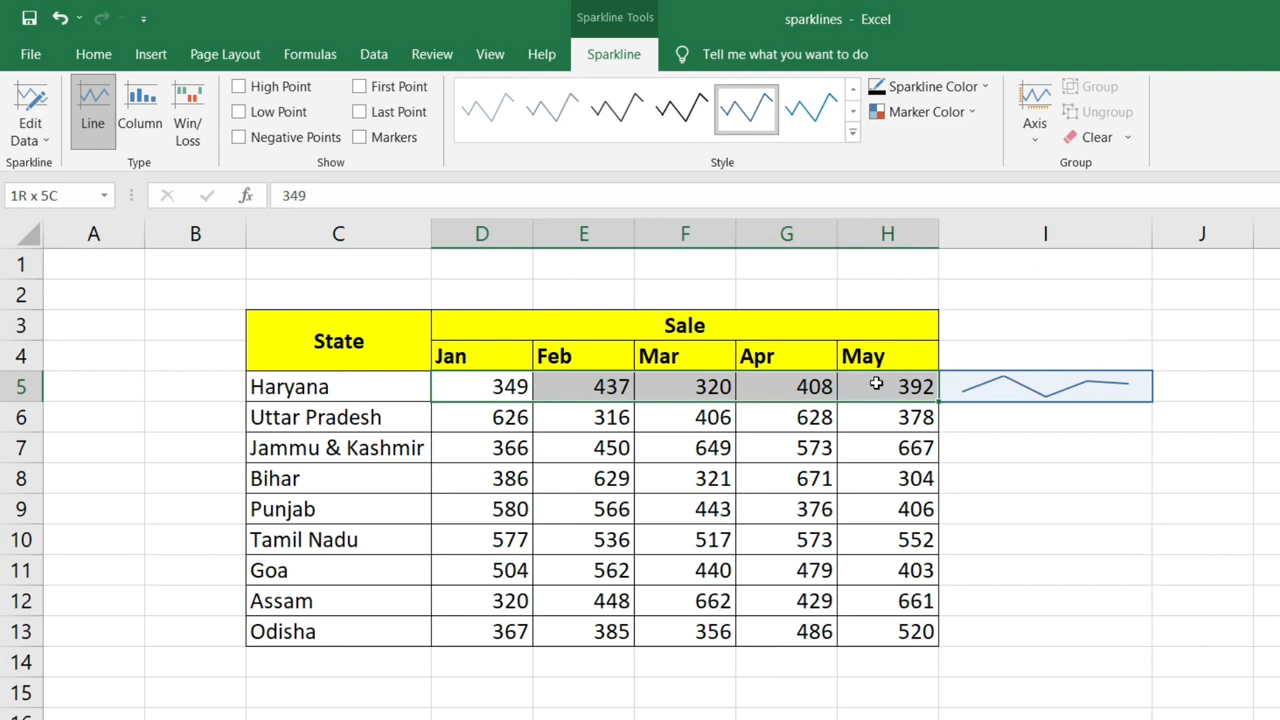 Sparkline Tools
sparklines - Excel
File Home Insert Page Layout Formulas Data Review View Help Sparkline Tell me what you want to do
Edit Data
Line
Column
Win/Loss
High Point
First Point
Low Point
Last Point
Negative Points
Markers
Sparkline Color
Marker Color
Axis
Group
Ungroup
Clear
Sparkline Type Show Style Group
1R x 5C fx 349
A B C D E F G H I J
1
2
3 State Sale
4 Jan Feb Mar Apr May
5 Haryana 349 437 320 408 392
6 Uttar Pradesh 626 316 406 628 378
7 Jammu & Kashmir 366 450 649 573 667
8 Bihar 386 629 321 671 304
9 Punjab 580 566 443 376 406
10 Tamil Nadu 577 536 517 573 552
11 Goa 504 562 440 479 403
12 Assam 320 448 662 429 661
13 Odisha 367 385 356 486 520
14
15
16